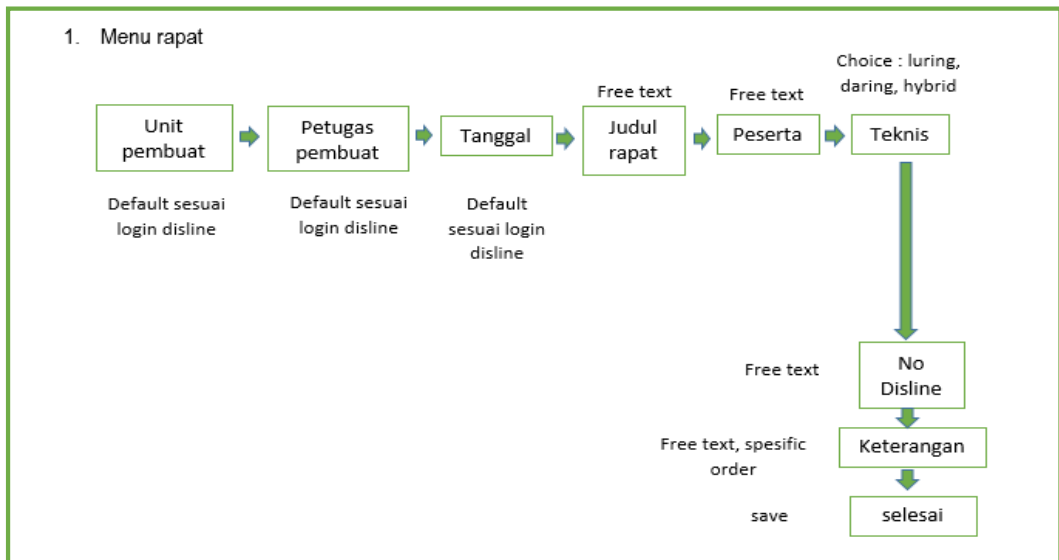 1. Menu rapat
Choice : luring,
daring, hybrid
Free text
Free text
Unit
pembuat
Petugas
pembuat
Tanggal
Judul
rapat
Peserta
Teknis
Default sesuai
login disline
Default sesuai
login disline
Default
sesuai login
disline
Free text
No
Disline
Free text, spesific
order
Keterangan
save
selesai